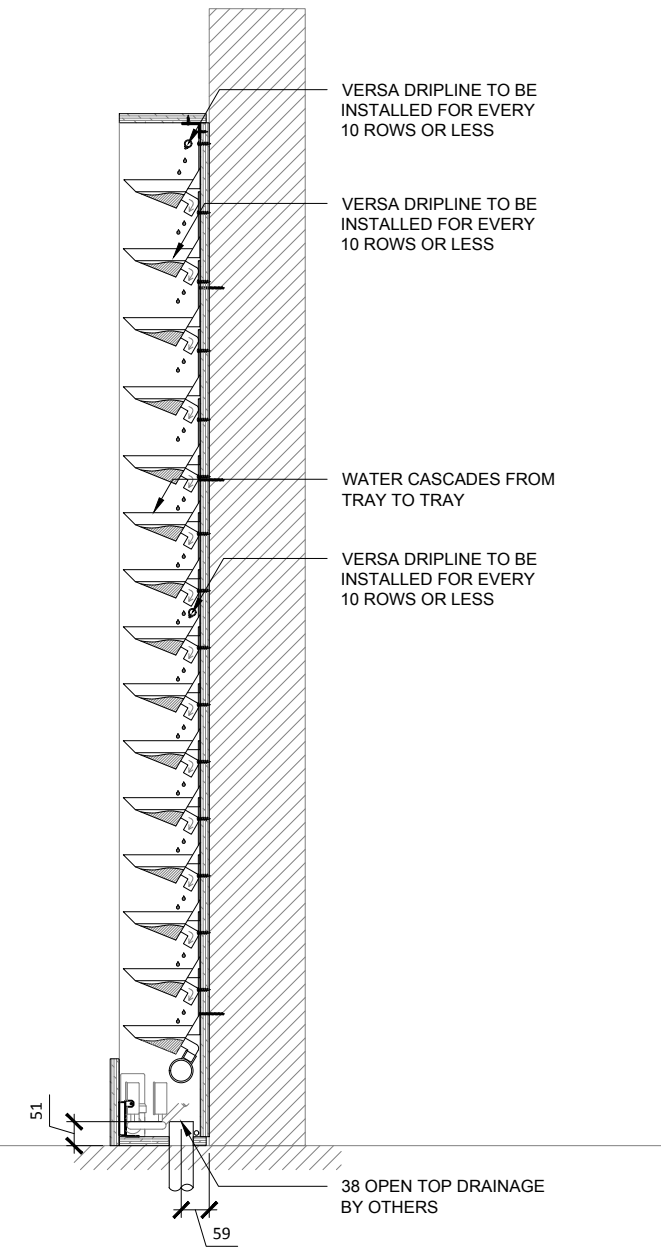 VERSA DRIPLINE TO BE
INSTALLED FOR EVERY
10 ROWS OR LESS
VERSA DRIPLINE TO BE
INSTALLED FOR EVERY
10 ROWS OR LESS
WATER CASCADES FROM
TRAY TO TRAY
VERSA DRIPLINE TO BE
INSTALLED FOR EVERY
10 ROWS OR LESS
51
38 OPEN TOP DRAINAGE
BY OTHERS
59